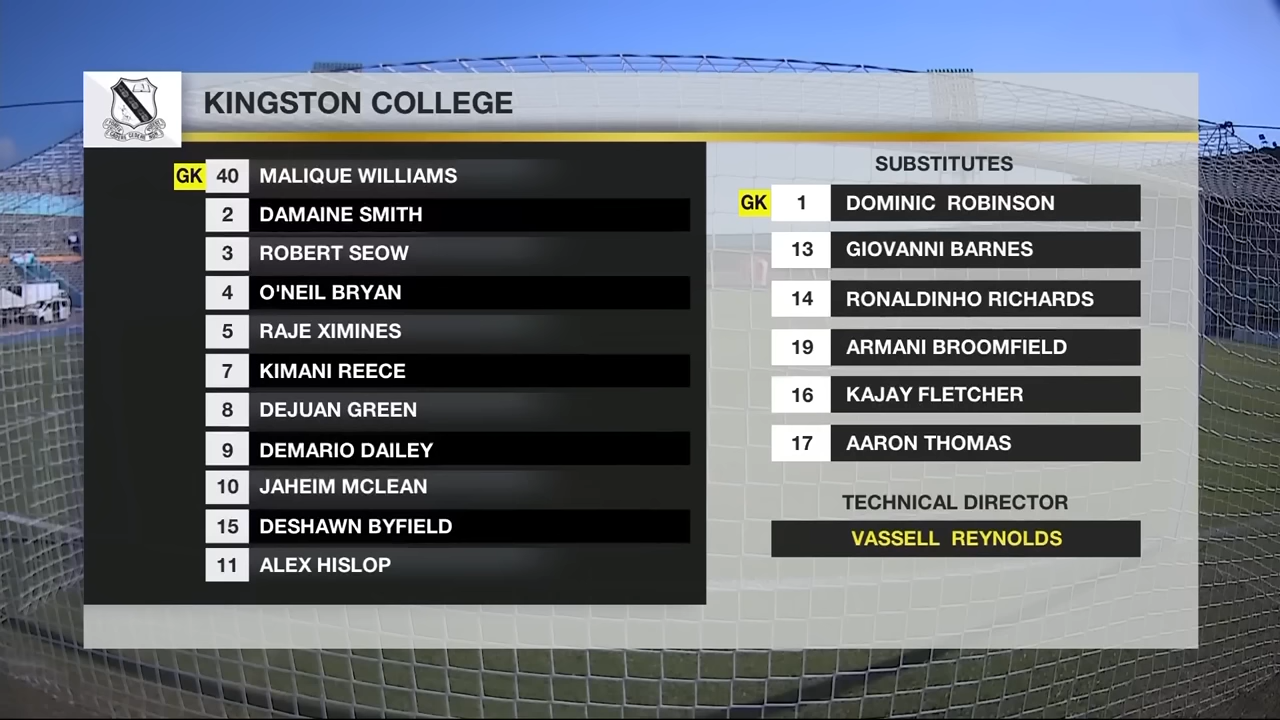 KINGSTON COLLEGE
GK 40 MALIQUE WILLIAMS
2 DAMAINE SMITH
3 ROBERT SEOW
4 O'NEIL BRYAN
5 RAJE XIMINES
7 KIMANI REECE
8 DEJUAN GREEN
9 DEMARIO DAILEY
10 JAHEIM MCLEAN
15 DESHAWN BYFIELD
11 ALEX HISLOP
SUBSTITUTES
GK 1 DOMINIC ROBINSON
13 GIOVANNI BARNES
14 RONALDINHO RICHARDS
19 ARMANI BROOMFIELD
16 KAJAY FLETCHER
17 AARON THOMAS
TECHNICAL DIRECTOR
VASSELL REYNOLDS